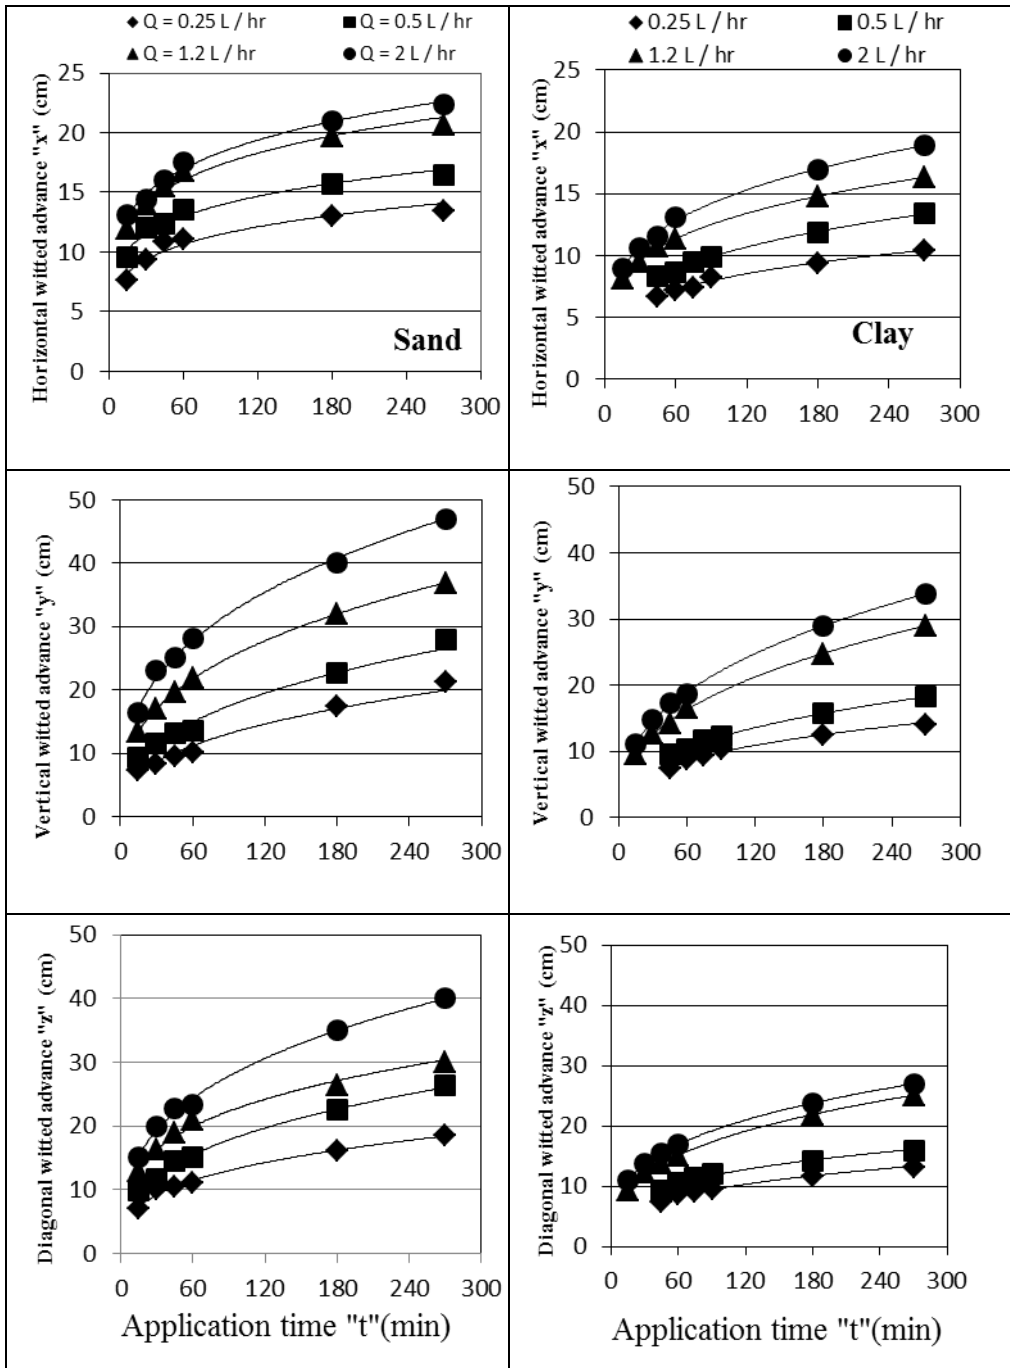 Q = 0.25 L / hr Q = 0.5 L / hr
Q = 1.2 L / hr Q = 2 L / hr
Horizontal witted advance "x" (cm)
25
20
15
10
5
0
Sand
0 60 120 180 240 300
0.25 L / hr 0.5 L / hr
1.2 L / hr 2 L / hr
Horizontal witted advance "x" (cm)
25
20
15
10
5
0
Clay
0 60 120 180 240 300
Vertical witted advance "y" (cm)
50
40
30
20
10
0
0 60 120 180 240 300
Vertical witted advance "y" (cm)
50
40
30
20
10
0
0 60 120 180 240 300
Diagonal witted advance "z" (cm)
50
40
30
20
10
0
0 60 120 180 240 300
Application time "t"(min)
Diagonal witted advance "z" (cm)
50
40
30
20
10
0
0 60 120 180 240 300
Application time "t"(min)